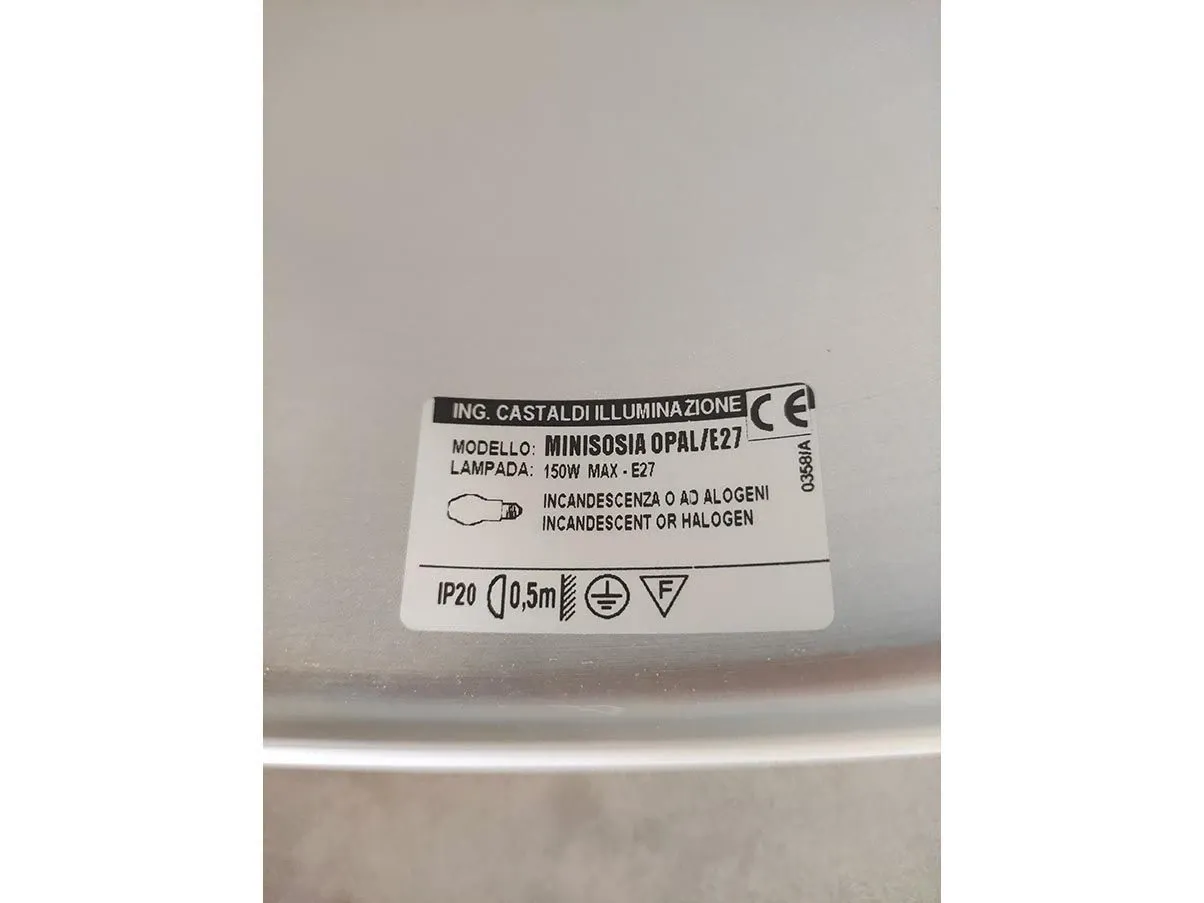 ING. CASTALDI ILLUMINAZIONE CE
MODELLO: MINISOSIA OPAL/E27
LAMPADA: 150W MAX - E27
INCANDESCENZA O AD ALOGENI
INCANDESCENT OR HALOGEN
0358/A
IP20 0,5m F